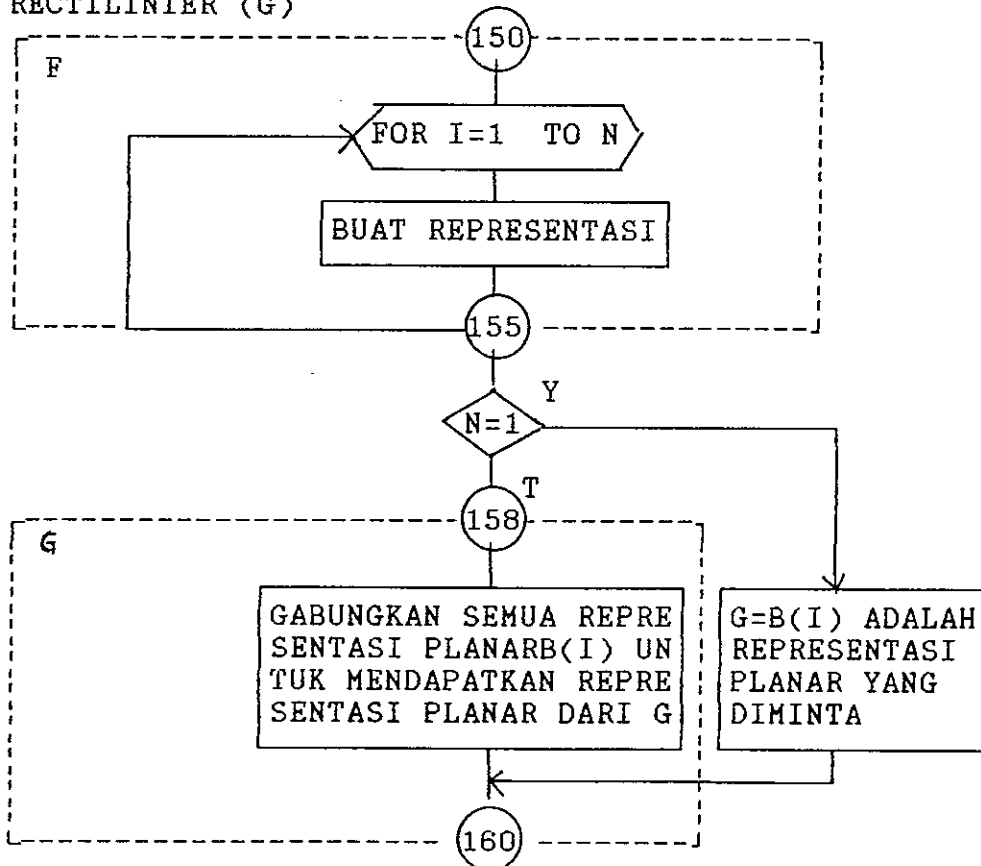 RECTILINIER (G)
150
F
FOR I=1 TO N
BUAT REPRESENTASI
155
Y
N=1
T
158
G
GABUNGKAN SEMUA REPRE
SENTASI PLANARB(I) UN
TUK MENDAPATKAN REPRE
SENTASI PLANAR DARI G
G=B(I) ADALAH
REPRESENTASI
PLANAR YANG
DIMINTA
160